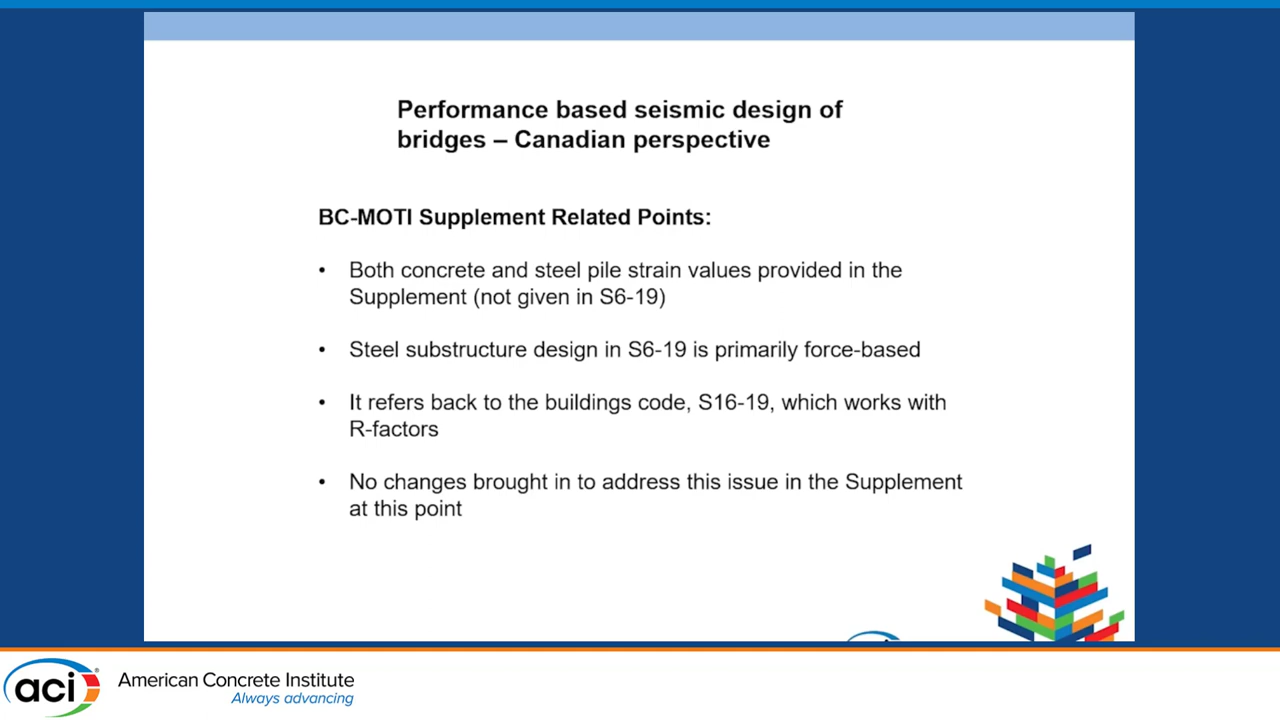 Performance based seismic design of
bridges – Canadian perspective
BC-MOTI Supplement Related Points:
• Both concrete and steel pile strain values provided in the
Supplement (not given in S6-19)
• Steel substructure design in S6-19 is primarily force-based
• It refers back to the buildings code, S16-19, which works with
R-factors
• No changes brought in to address this issue in the Supplement
at this point
aci®
American Concrete Institute
Always advancing